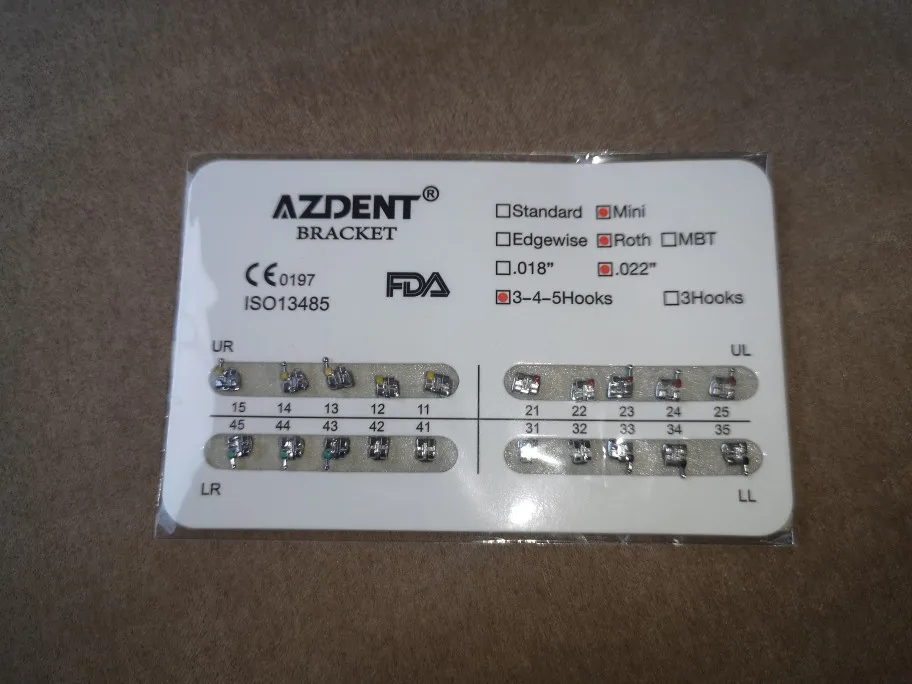 AZDENT®
BRACKET
CE 0197
ISO13485
FDA
Standard Mini
Edgewise Roth MBT
.018” .022”
3-4-5Hooks 3Hooks
UR UL
15 14 13 12 11 21 22 23 24 25
45 44 43 42 41 31 32 33 34 35
LR LL